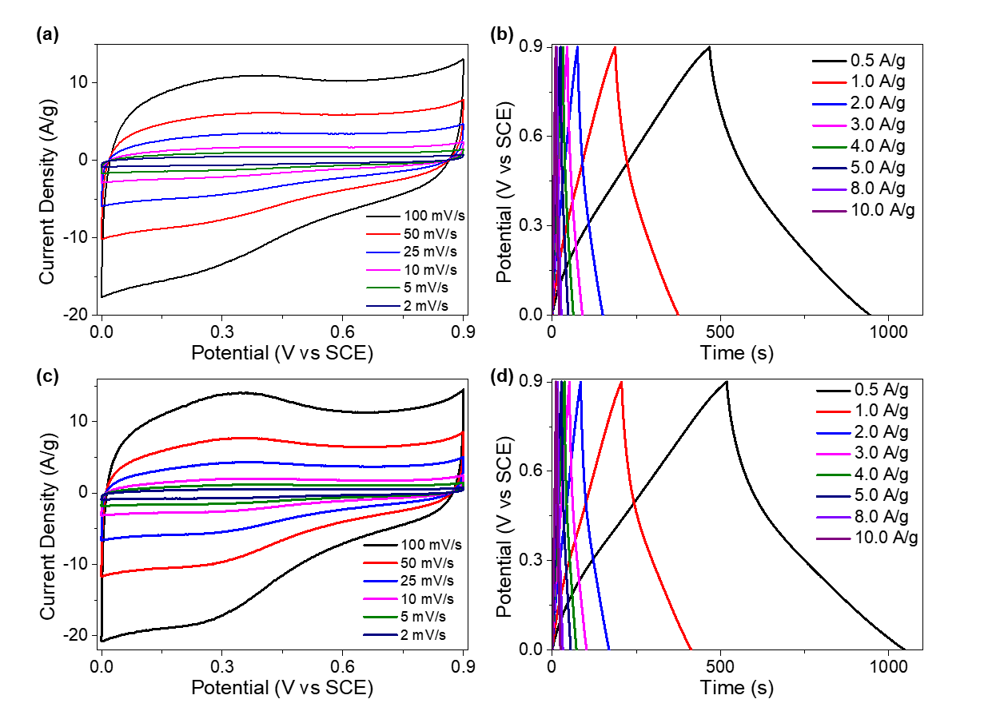 (a)
Current Density (A/g)
10
0
-10
-20
0.0
0.3
0.6
0.9
Potential (V vs SCE)
100 mV/s
50 mV/s
25 mV/s
10 mV/s
5 mV/s
2 mV/s
(b)
Potential (V vs SCE)
0.9
0.6
0.3
0.0
0
500
1000
Time (s)
0.5 A/g
1.0 A/g
2.0 A/g
3.0 A/g
4.0 A/g
5.0 A/g
8.0 A/g
10.0 A/g
(c)
Current Density (A/g)
10
0
-10
-20
0.0
0.3
0.6
0.9
Potential (V vs SCE)
100 mV/s
50 mV/s
25 mV/s
10 mV/s
5 mV/s
2 mV/s
(d)
Potential (V vs SCE)
0.9
0.6
0.3
0.0
0
500
1000
Time (s)
0.5 A/g
1.0 A/g
2.0 A/g
3.0 A/g
4.0 A/g
5.0 A/g
8.0 A/g
10.0 A/g